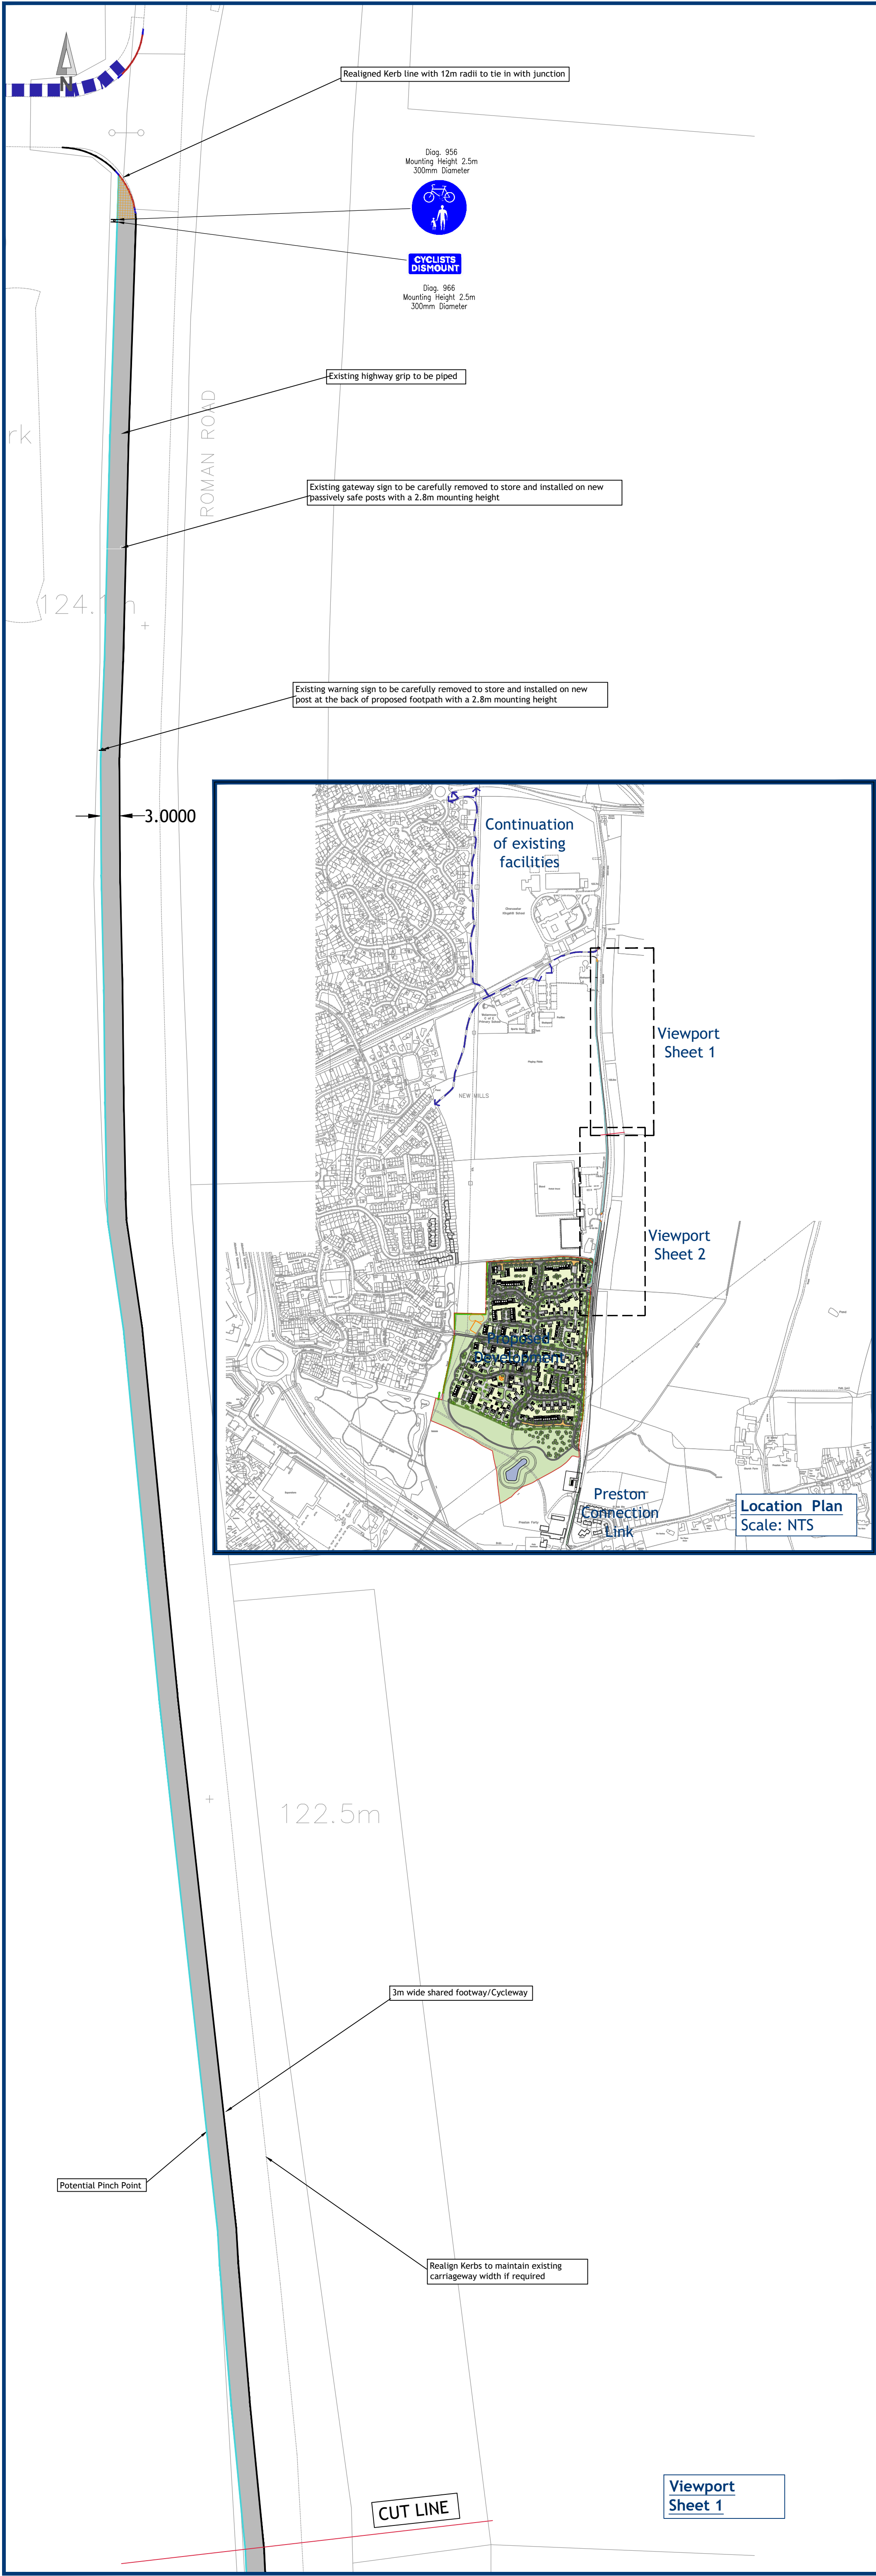 N
Realigned Kerb line with 12m radii to tie in with junction
Diag. 956
Mounting Height 2.5m
300mm Diameter
CYCLISTS
DISMOUNT
Diag. 966
Mounting Height 2.5m
300mm Diameter
Existing highway grip to be piped
ROMAN ROAD
rk
Existing gateway sign to be carefully removed to store and installed on new
passively safe posts with a 2.8m mounting height
Existing warning sign to be carefully removed to store and installed on new
post at the back of proposed footpath with a 2.8m mounting height
3.0000
Continuation
of existing
facilities
Viewport
Sheet 1
NEW MILLS
Viewport
Sheet 2
Proposed
Development
Preston
Connection
Link
Location Plan
Scale: NTS
122.5m
3m wide shared footway/Cycleway
Potential Pinch Point
Realign Kerbs to maintain existing
carriageway width if required
CUT LINE
Viewport
Sheet 1